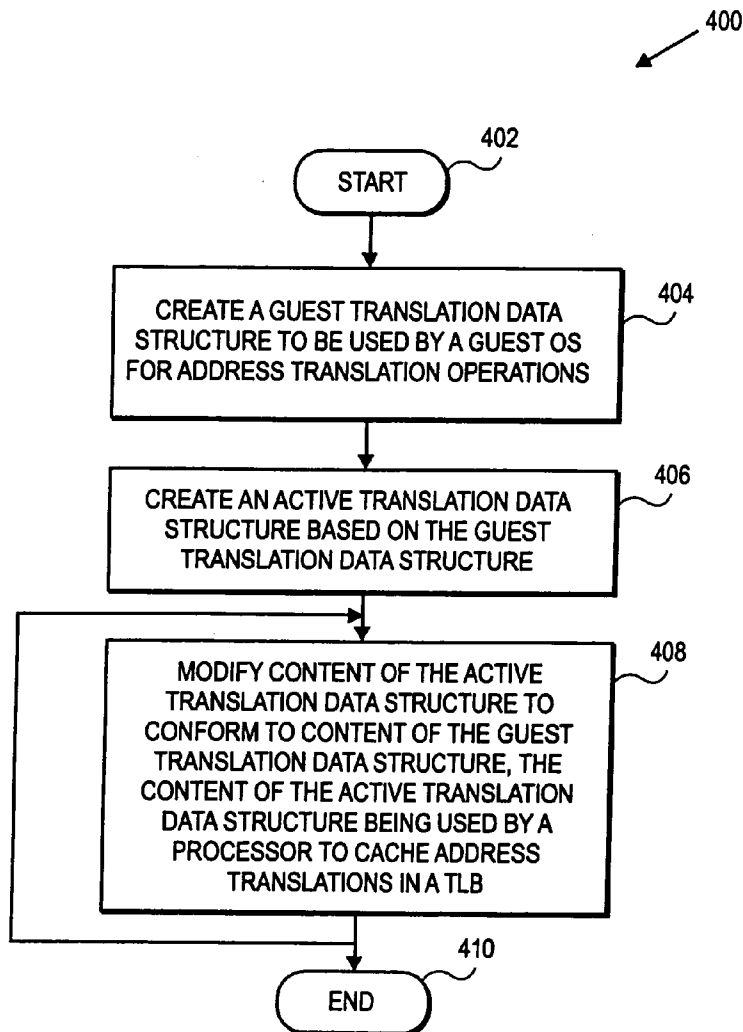 400
402
START
404
CREATE A GUEST TRANSLATION DATA
STRUCTURE TO BE USED BY A GUEST OS
FOR ADDRESS TRANSLATION OPERATIONS
406
CREATE AN ACTIVE TRANSLATION DATA
STRUCTURE BASED ON THE GUEST
TRANSLATION DATA STRUCTURE
408
MODIFY CONTENT OF THE ACTIVE
TRANSLATION DATA STRUCTURE TO
CONFORM TO CONTENT OF THE GUEST
TRANSLATION DATA STRUCTURE, THE
CONTENT OF THE ACTIVE TRANSLATION
DATA STRUCTURE BEING USED BY A
PROCESSOR TO CACHE ADDRESS
TRANSLATIONS IN A TLB
410
END